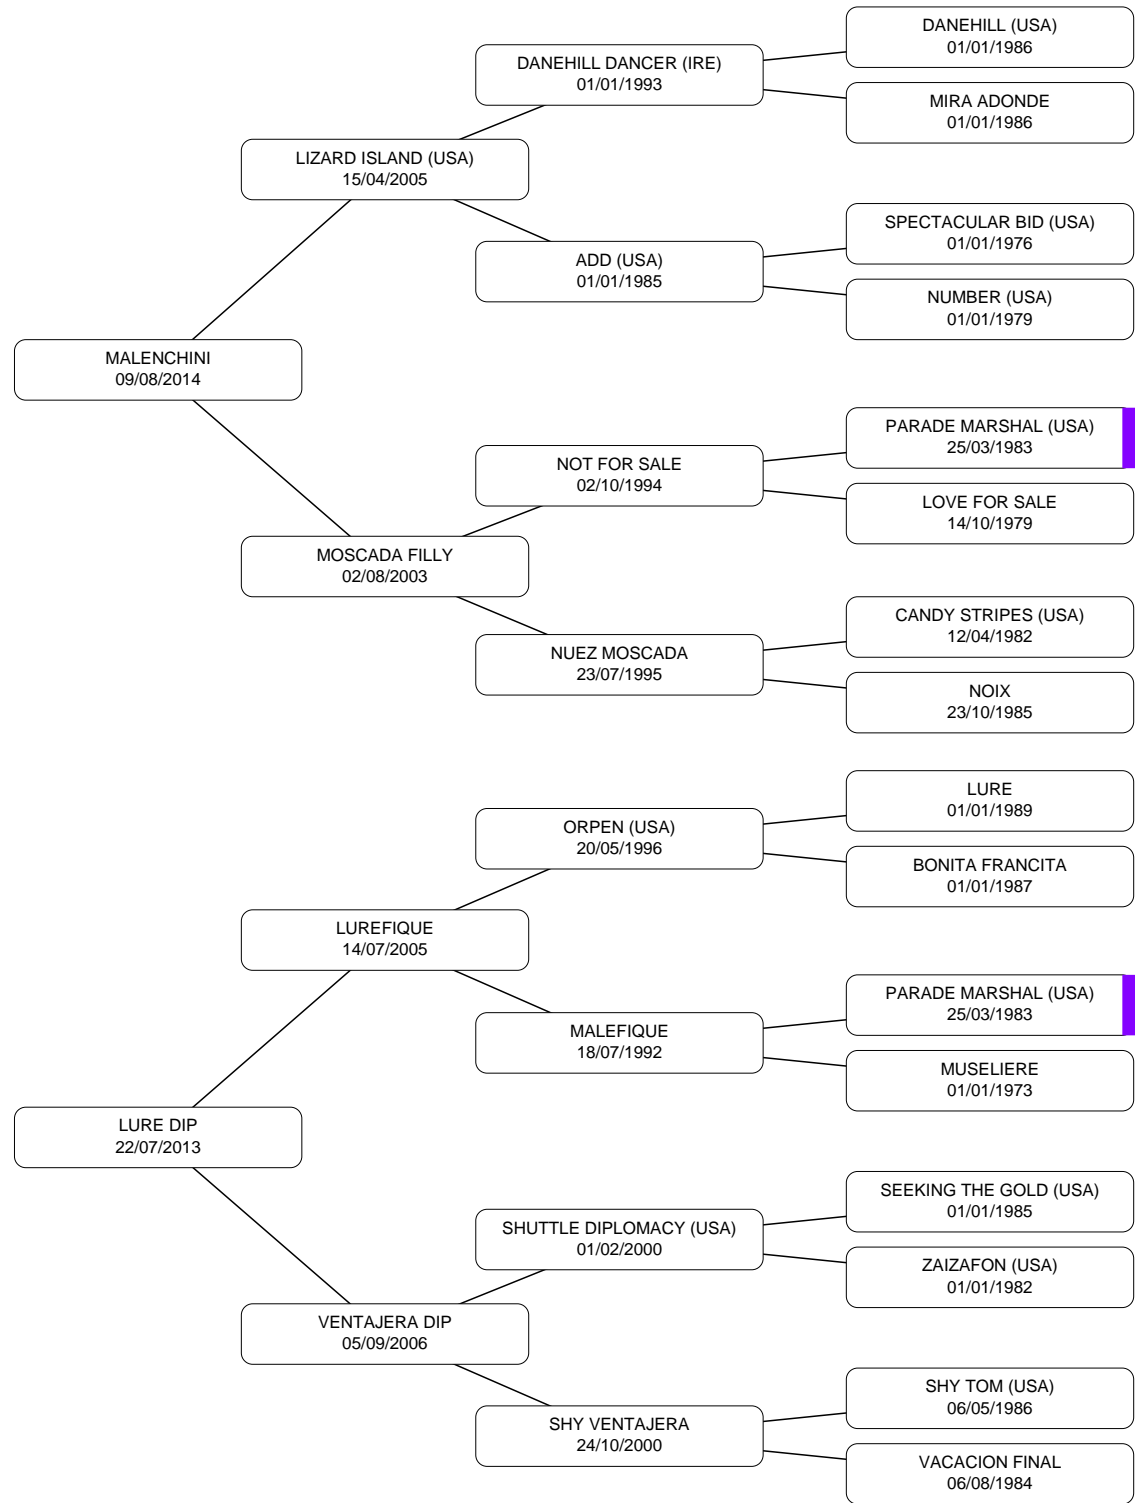 DANEHILL (USA)
01/01/1986
DANEHILL DANCER (IRE)
01/01/1993
MIRA ADONDE
01/01/1986
LIZARD ISLAND (USA)
15/04/2005
SPECTACULAR BID (USA)
01/01/1976
ADD (USA)
01/01/1985
NUMBER (USA)
01/01/1979
MALENCHINI
09/08/2014
PARADE MARSHAL (USA)
25/03/1983
NOT FOR SALE
02/10/1994
LOVE FOR SALE
14/10/1979
MOSCADA FILLY
02/08/2003
CANDY STRIPES (USA)
12/04/1982
NUEZ MOSCADA
23/07/1995
NOIX
23/10/1985
LURE
01/01/1989
ORPEN (USA)
20/05/1996
BONITA FRANCITA
01/01/1987
LUREFIQUE
14/07/2005
PARADE MARSHAL (USA)
25/03/1983
MALEFIQUE
18/07/1992
MUSELIERE
01/01/1973
LURE DIP
22/07/2013
SEEKING THE GOLD (USA)
01/01/1985
SHUTTLE DIPLOMACY (USA)
01/02/2000
ZAIZAFON (USA)
01/01/1982
VENTAJERA DIP
05/09/2006
SHY TOM (USA)
06/05/1986
SHY VENTAJERA
24/10/2000
VACACION FINAL
06/08/1984